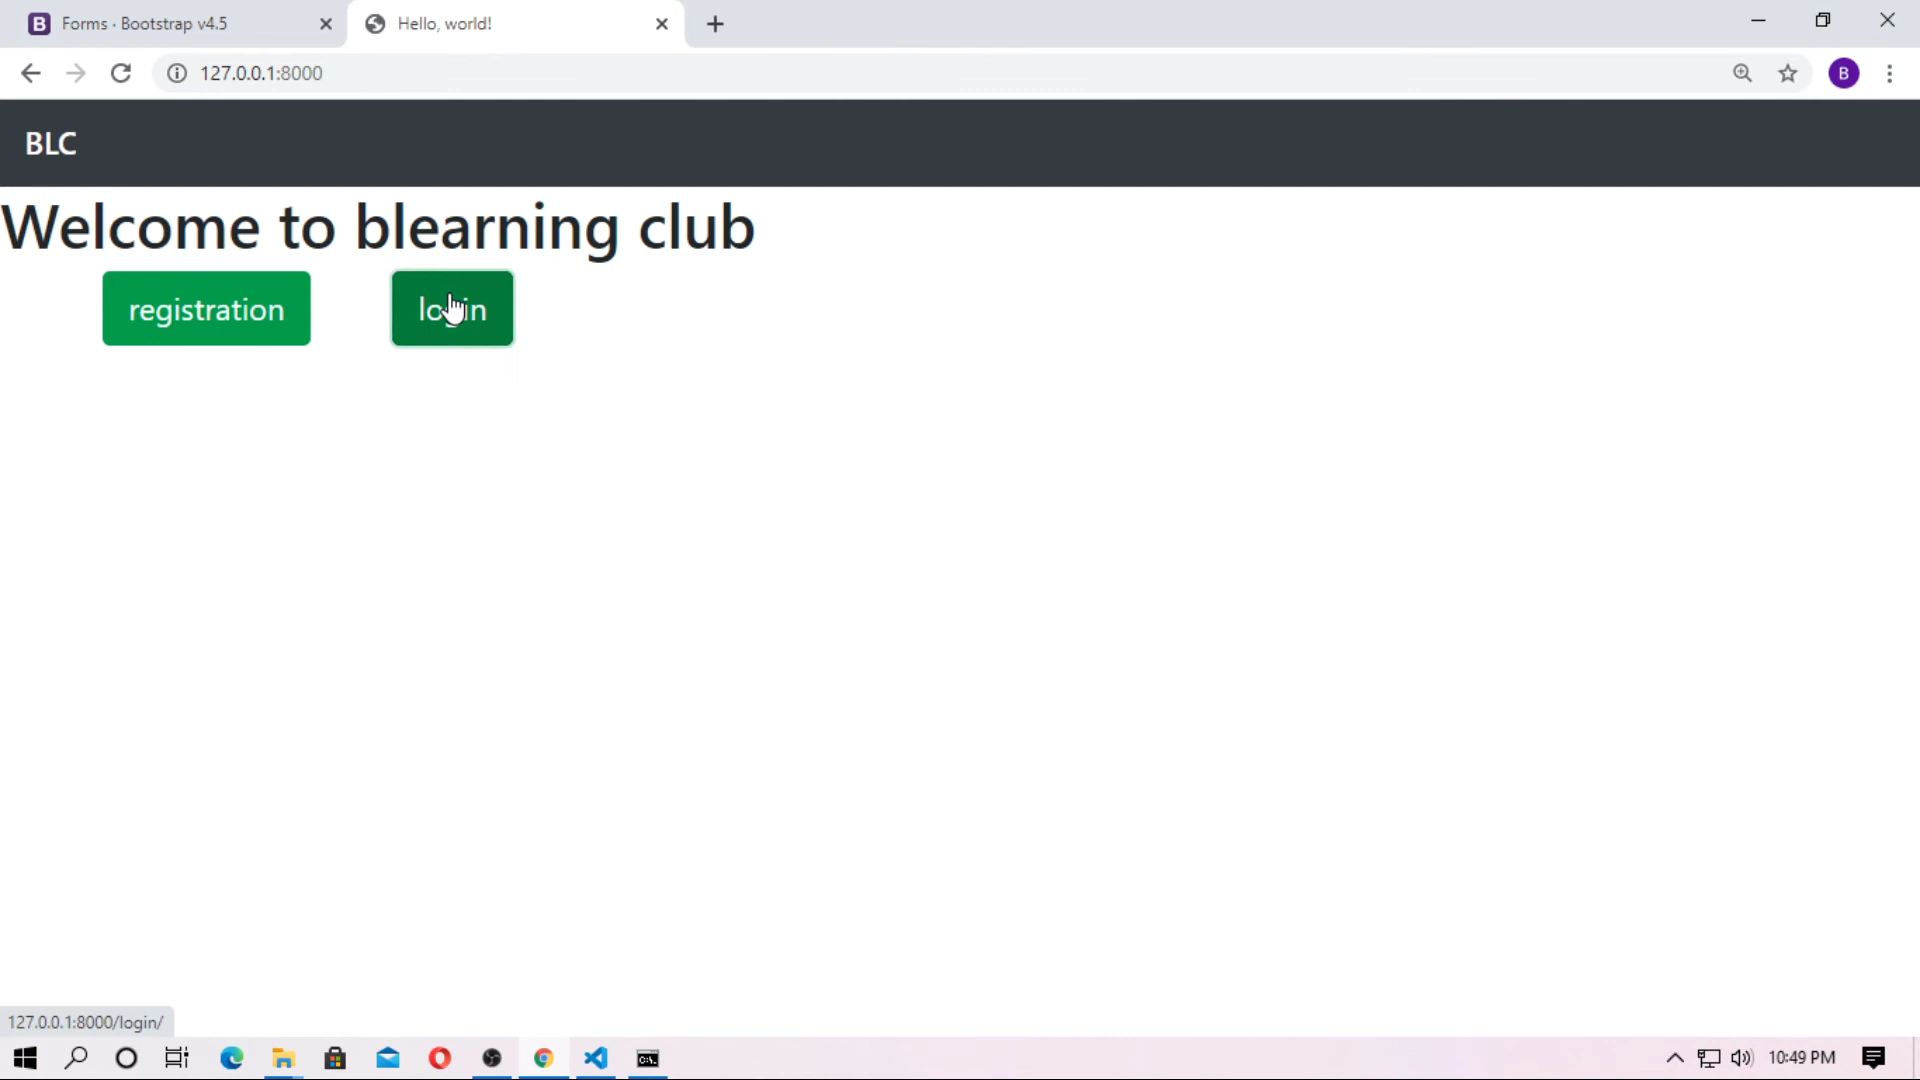 Forms · Bootstrap v4.5
Hello, world!
127.0.0.1:8000
B
BLC
Welcome to blearning club
registration
login
127.0.0.1:8000/login/
10:49 PM